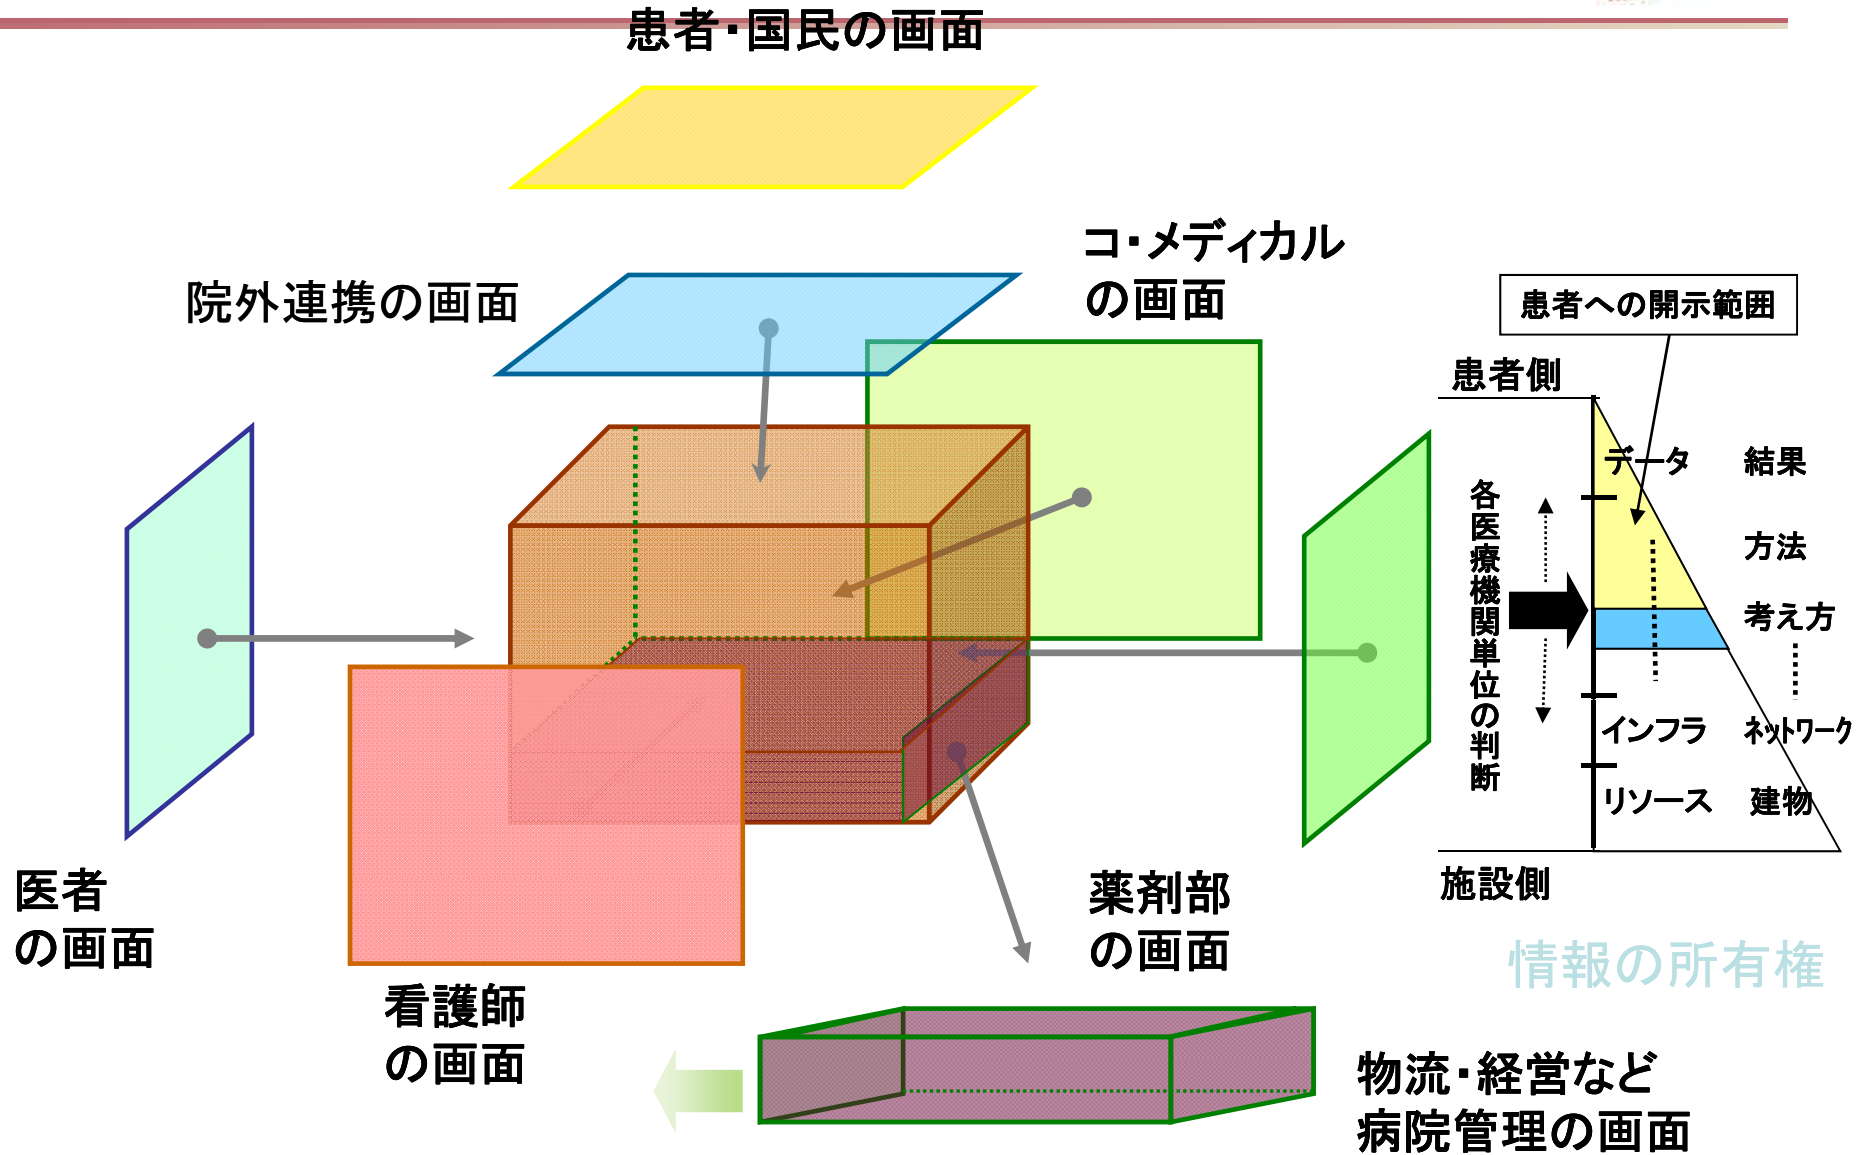 患者・国民の画面
コ・メディカル
の画面
院外連携の画面
患者への開示範囲
患者側
データ 結果
方法
考え方
各医療機関単位の判断
インフラ ネットワーク
リソース 建物
施設側
医者
の画面
薬剤部
の画面
情報の所有権
看護師
の画面
物流・経営など
病院管理の画面